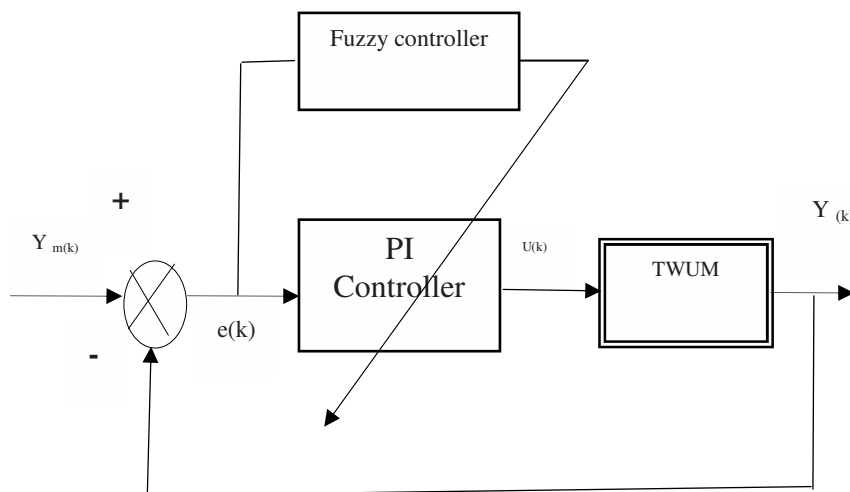 Fuzzy controller
+
Y m(k)
PI
Controller
U(k)
TWUM
Y (k)
e(k)
-